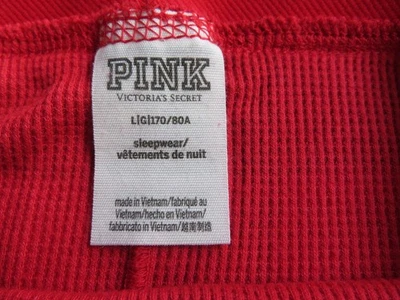 PINK
VICTORIA'S SECRET
L|G|170/80A
sleepwear/
vêtements de nuit
made in Vietnam/fabriqué au
Vietnam/hecho en Vietnam/
fabbricato in Vietnam/越南制造